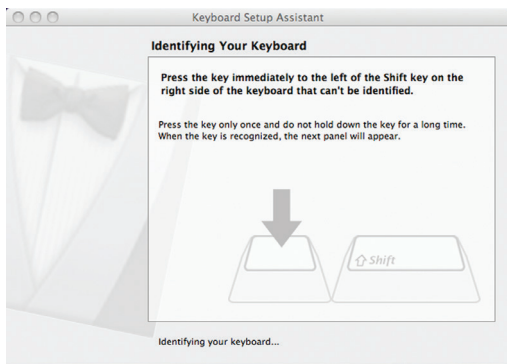 Keyboard Setup Assistant
Identifying Your Keyboard
Press the key immediately to the left of the Shift key on the
right side of the keyboard that can't be identified.
Press the key only once and do not hold down the key for a long time.
When the key is recognized, the next panel will appear.
⇧ Shift
Identifying your keyboard...